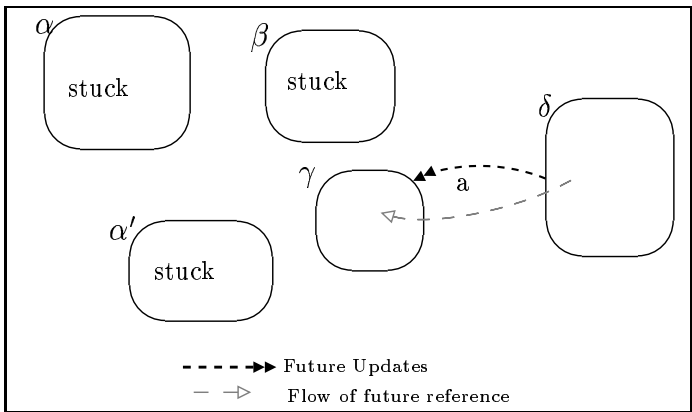 α
stuck
β
stuck
δ
γ
a
α′
stuck
Future Updates
Flow of future reference